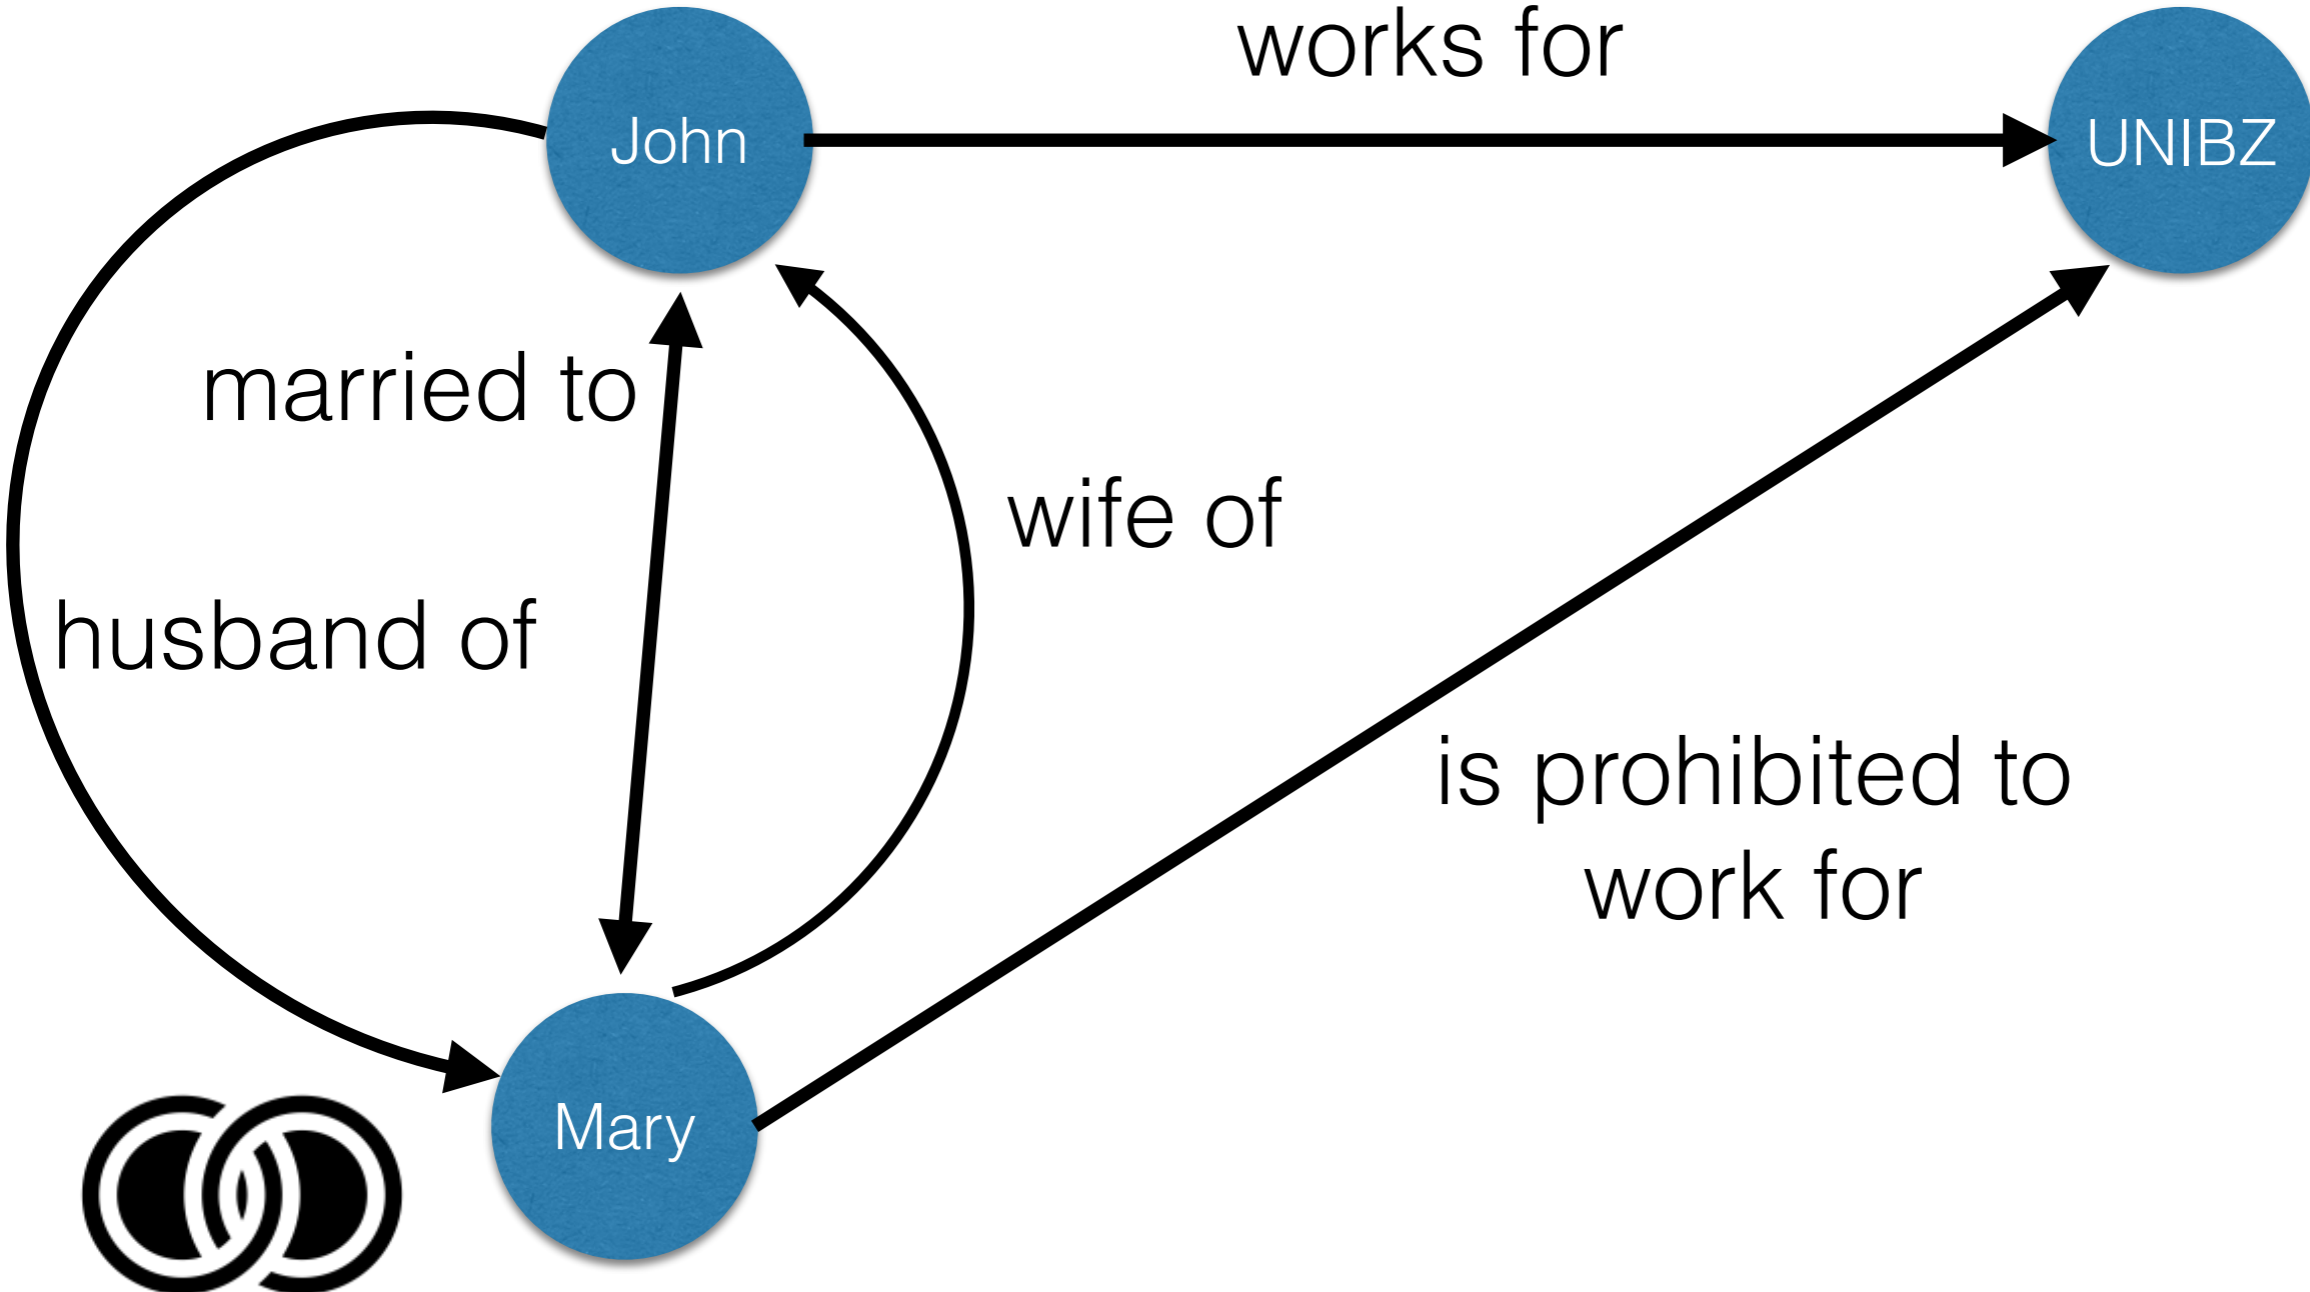 works for
John
UNIBZ
married to
wife of
husband of
is prohibited to
work for
Mary